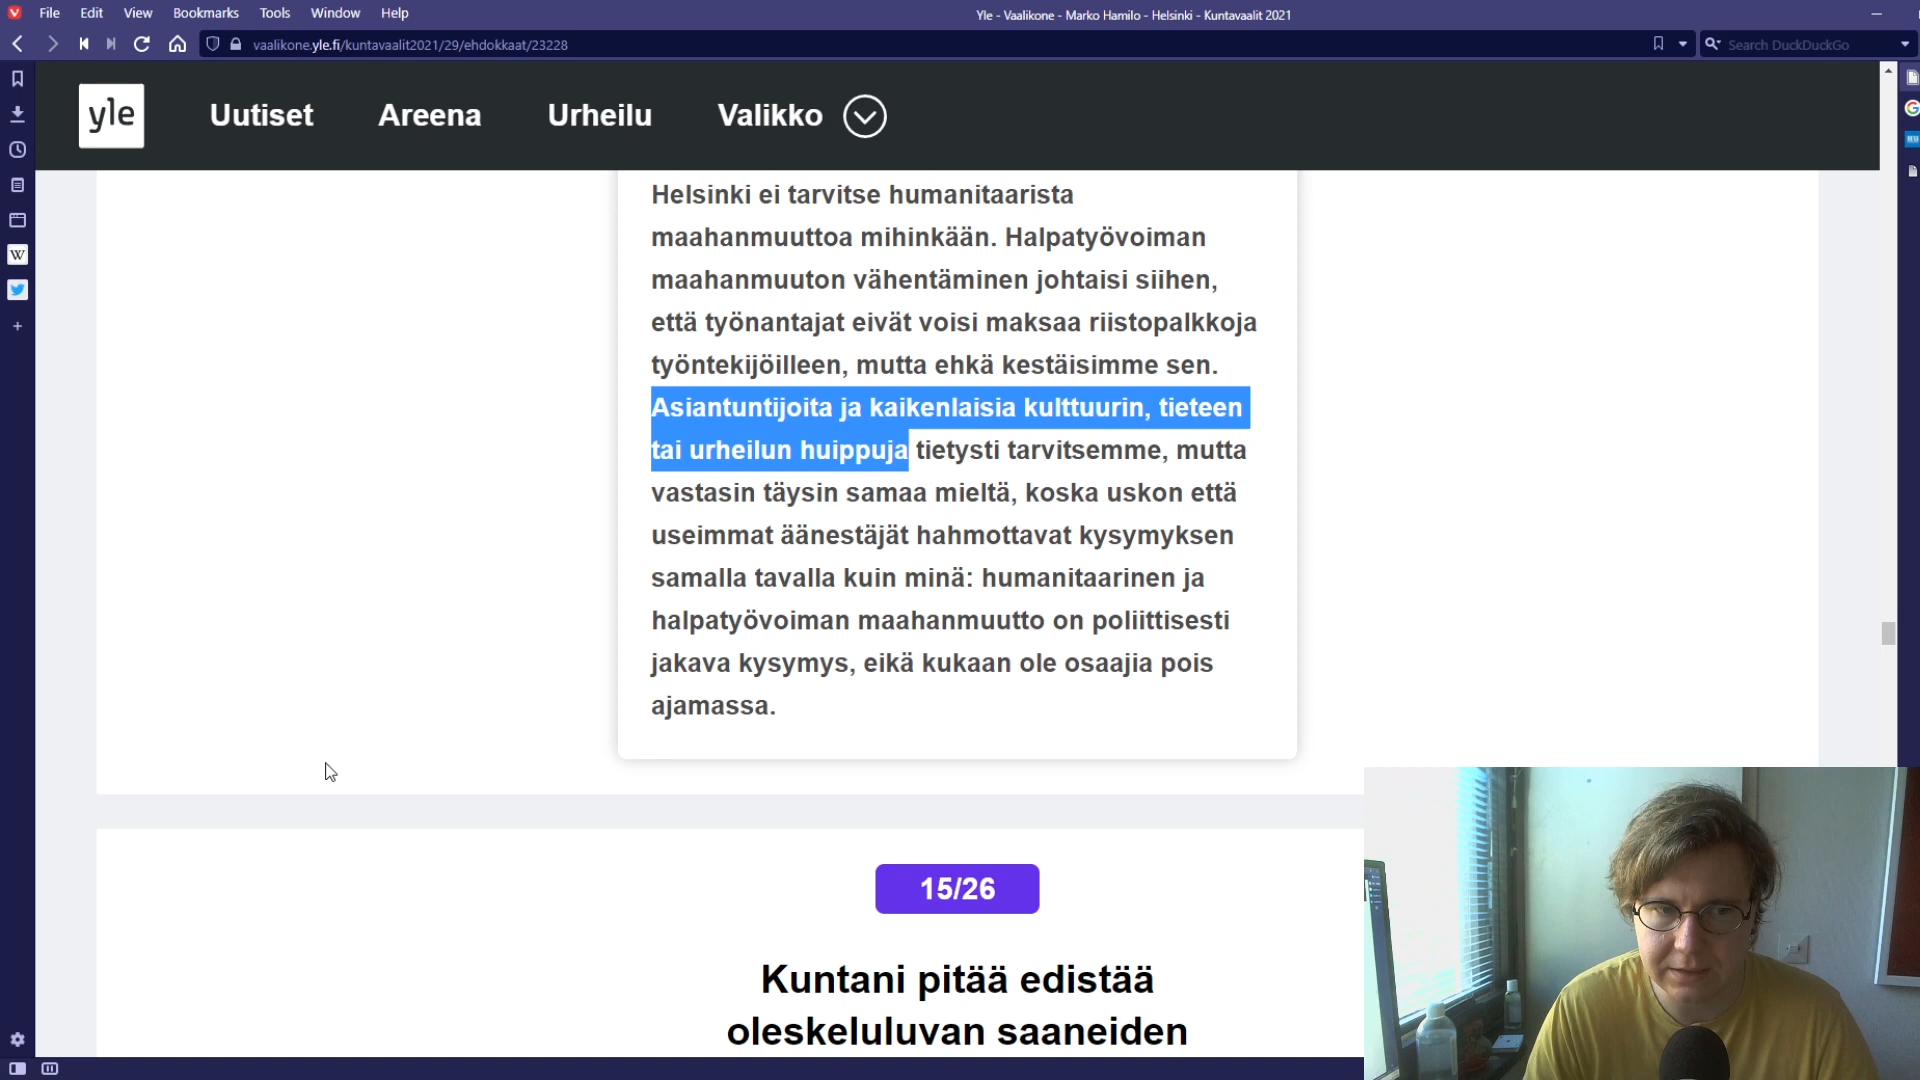 File Edit View Bookmarks Tools Window Help
Yle - Vaalikone - Marko Hamilo - Helsinki - Kuntavaalit 2021
vaalikone.yle.fi/kuntavaalit2021/29/ehdokkaat/23228
Search DuckDuckGo
yle Uutiset Areena Urheilu Valikko
W
Helsinki ei tarvitse humanitaarista
maahanmuuttoa mihinkään. Halpatyövoiman
maahanmuuton vähentäminen johtaisi siihen,
että työnantajat eivät voisi maksaa riistopalkkoja
työntekijöilleen, mutta ehkä kestäisimme sen.
Asiantuntijoita ja kaikenlaisia kulttuurin, tieteen
tai urheilun huippuja tietysti tarvitsemme, mutta
vastasin täysin samaa mieltä, koska uskon että
useimmat äänestäjät hahmottavat kysymyksen
samalla tavalla kuin minä: humanitaarinen ja
halpatyövoiman maahanmuutto on poliittisesti
jakava kysymys, eikä kukaan ole osaajia pois
ajamassa.
15/26
Kuntani pitää edistää
oleskeluluvan saaneiden